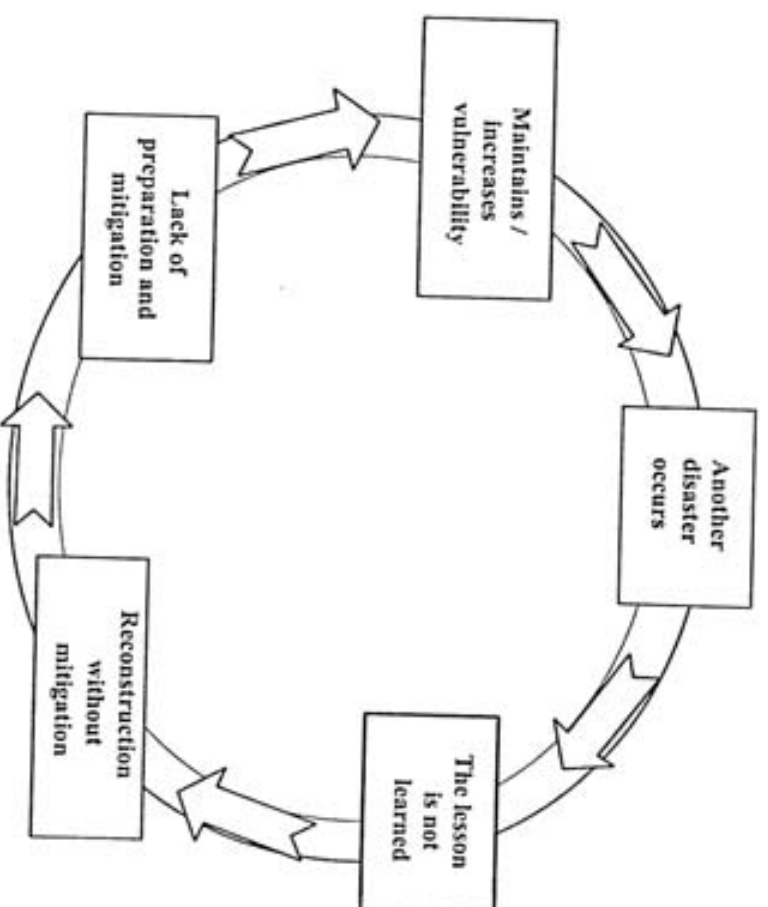 Another
disaster
occurs
Maintains /
increases
vulnerability
The lesson
is not
learned
Lack of
preparation and
mitigation
Reconstruction
without
mitigation